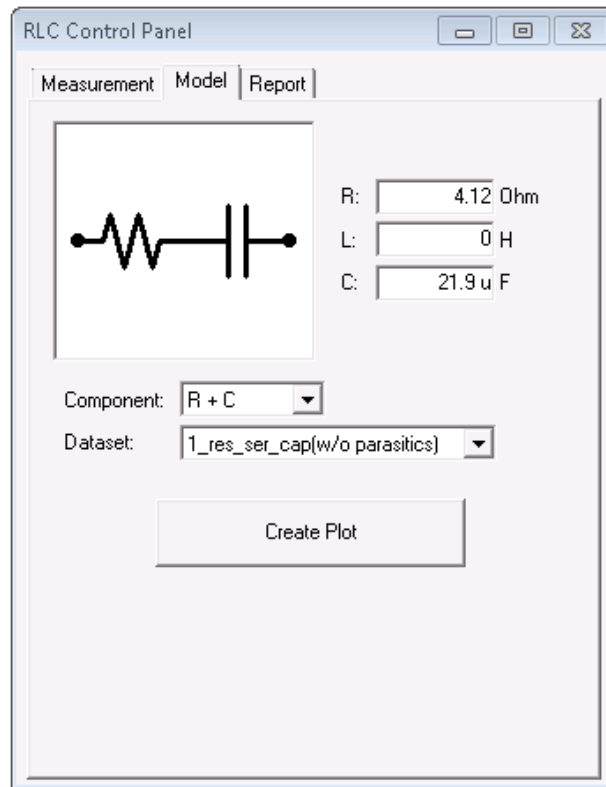 RLC Control Panel
Measurement Model Report
R: 4.12 Ohm
L: 0 H
C: 21.9 u F
Component: R + C
Dataset: 1_res_ser_cap(w/o parasitics)
Create Plot